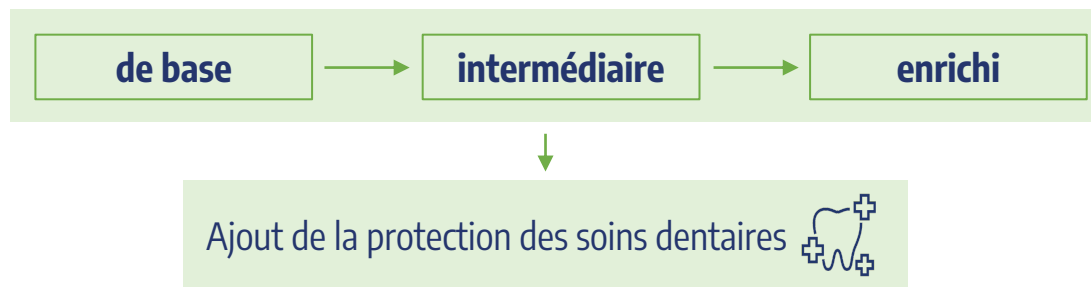 de base
intermédiaire
enrichi
Ajout de la protection des soins dentaires